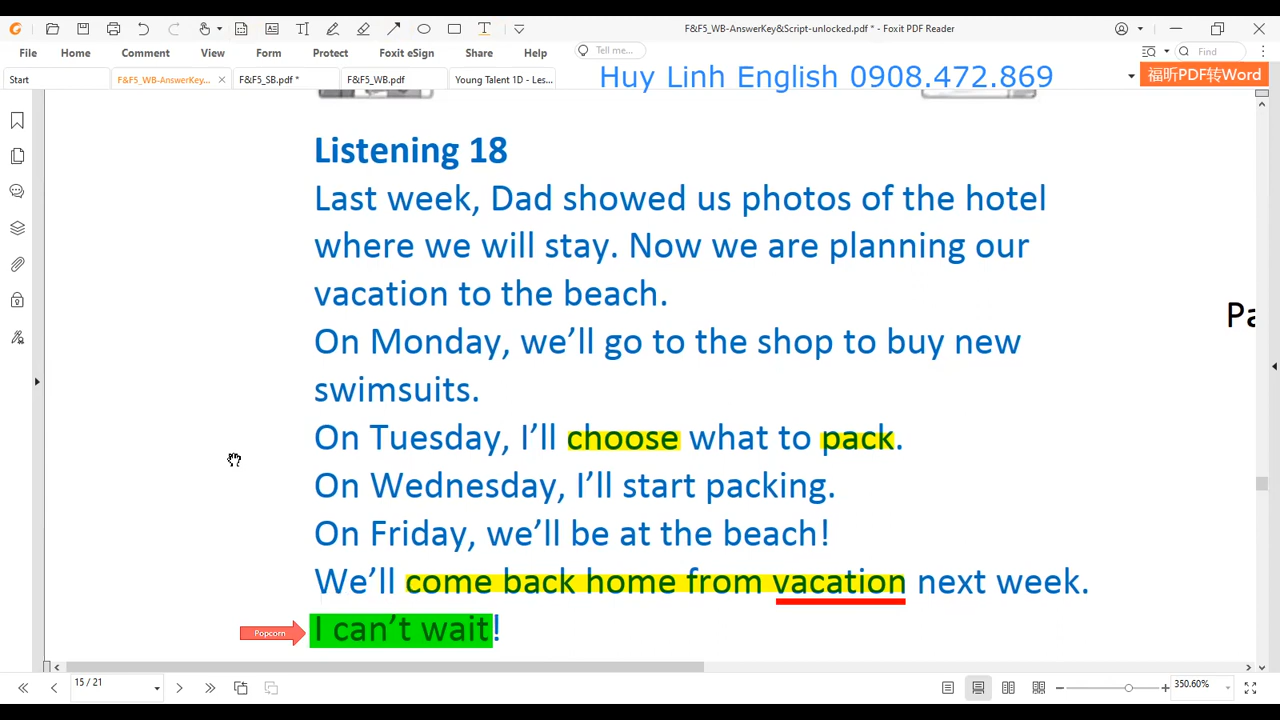 F&F5_WB-AnswerKey&Script-unlocked.pdf * - Foxit PDF Reader
File Home Comment View Form Protect Foxit eSign Share Help Tell me... Find
Start F&F5_WB-AnswerKey... F&F5_SB.pdf * F&F5_WB.pdf Young Talent 1D - Les... 福昕PDF转Word
Huy Linh English 0908.472.869
Listening 18
Last week, Dad showed us photos of the hotel
where we will stay. Now we are planning our
vacation to the beach.
Pa
On Monday, we’ll go to the shop to buy new
swimsuits.
On Tuesday, I’ll choose what to pack.
On Wednesday, I’ll start packing.
On Friday, we’ll be at the beach!
We’ll come back home from vacation next week.
Popcorn
I can’t wait!
15 / 21
350.60%